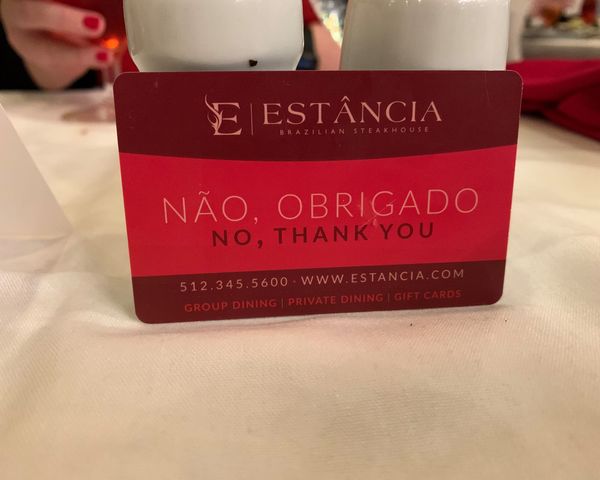 E | ESTÂNCIA
BRAZILIAN STEAKHOUSE
NÃO, OBRIGADO
NO, THANK YOU
512.345.5600 · WWW.ESTANCIA.COM
GROUP DINING | PRIVATE DINING | GIFT CARDS